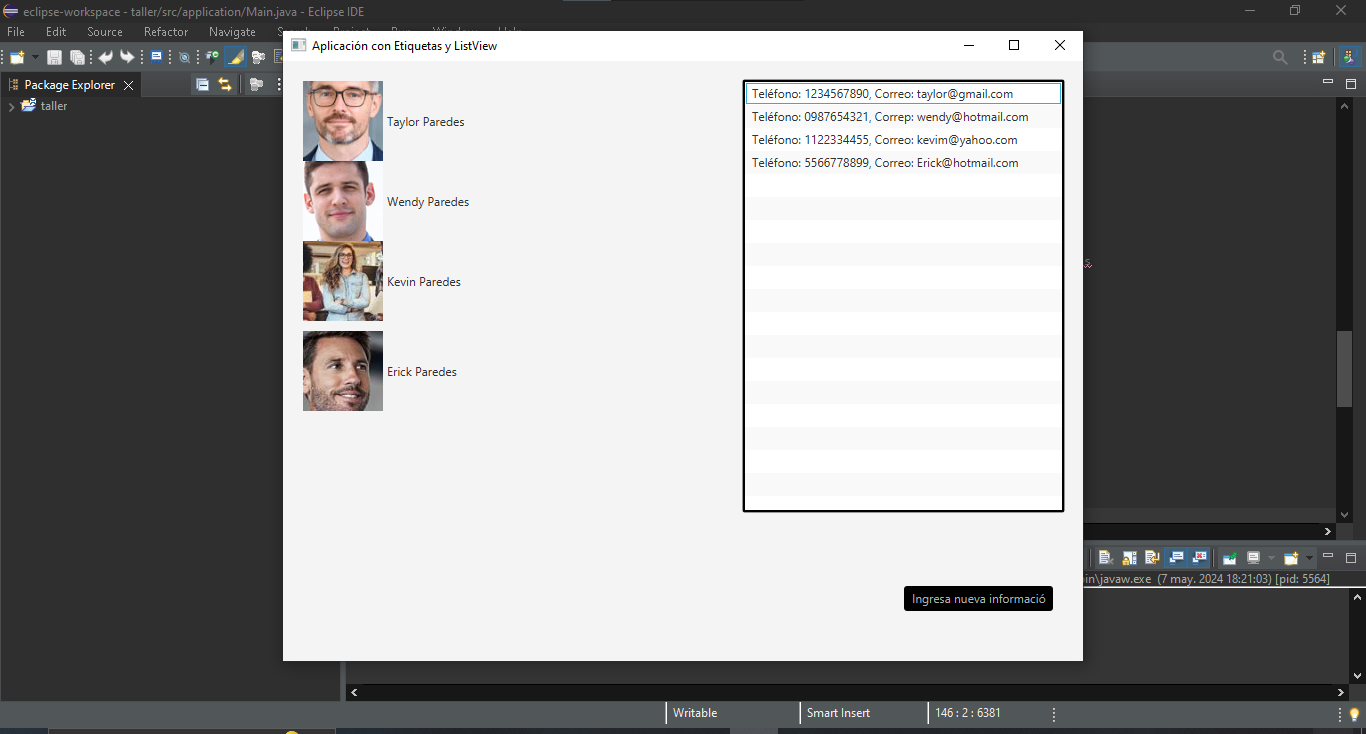 eclipse-workspace - taller/src/application/Main.java - Eclipse IDE
File Edit Source Refactor Navigate
Aplicación con Etiquetas y ListView
Package Explorer
taller
Taylor Paredes
Wendy Paredes
Kevin Paredes
Erick Paredes
Teléfono: 1234567890, Correo: taylor@gmail.com
Teléfono: 0987654321, Correp: wendy@hotmail.com
Teléfono: 1122334455, Correo: kevim@yahoo.com
Teléfono: 5566778899, Correo: Erick@hotmail.com
s
Ingresa nueva informació
in\javaw.exe (7 may. 2024 18:21:03) [pid: 5564]
Writable Smart Insert 146 : 2 : 6381